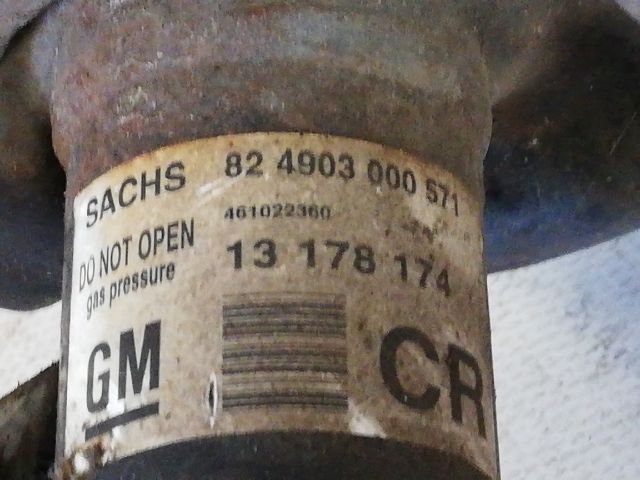 SACHS 82 4903 000 571
461022360
DO NOT OPEN
gas pressure
13 178 174
GM
CR